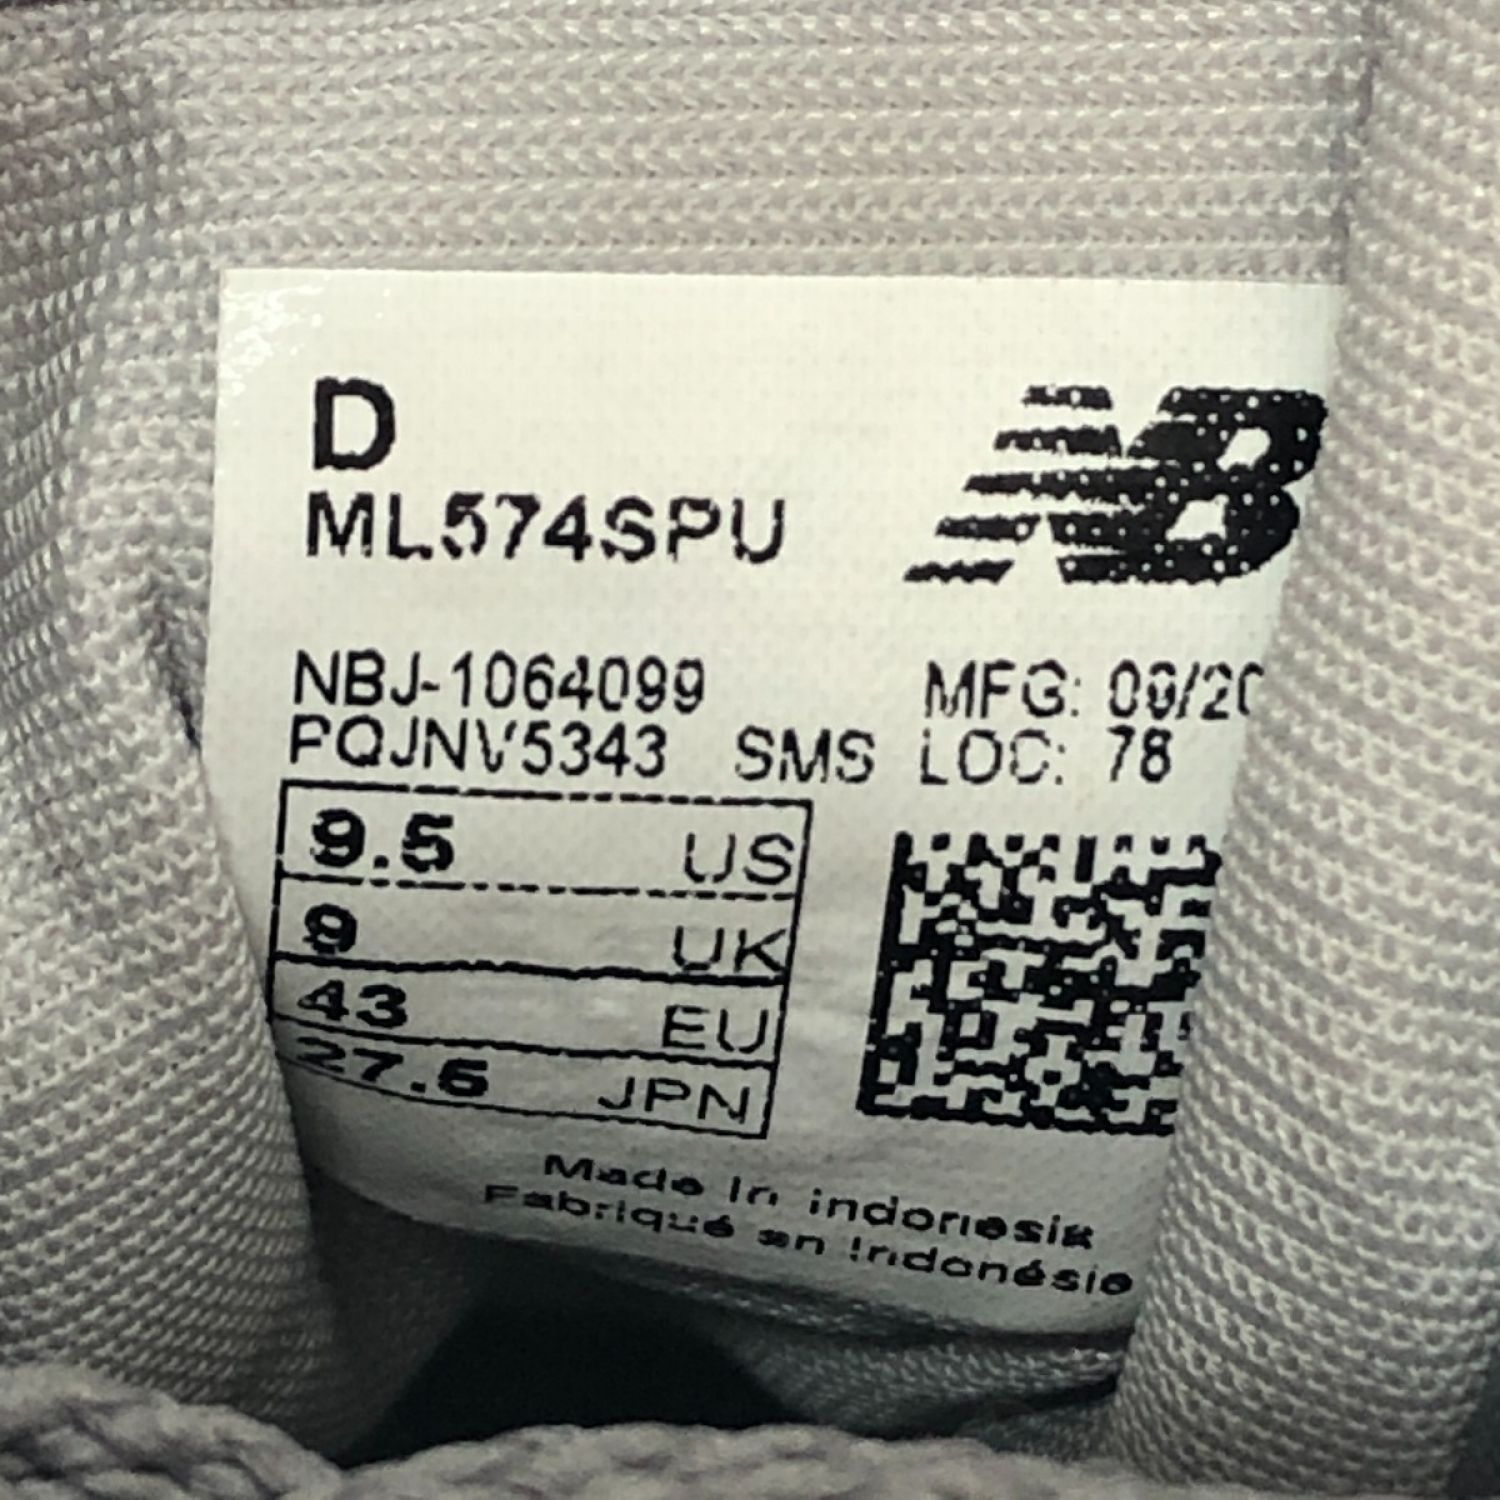 D
NB
ML574SPU
NBJ-1064099 MFG: 09/20
PQJNV5343 SMS LOC: 78
9.5 US
9 UK
43 EU
27.5 JPN
Made in indonesia
Fabriqué en Indonésie